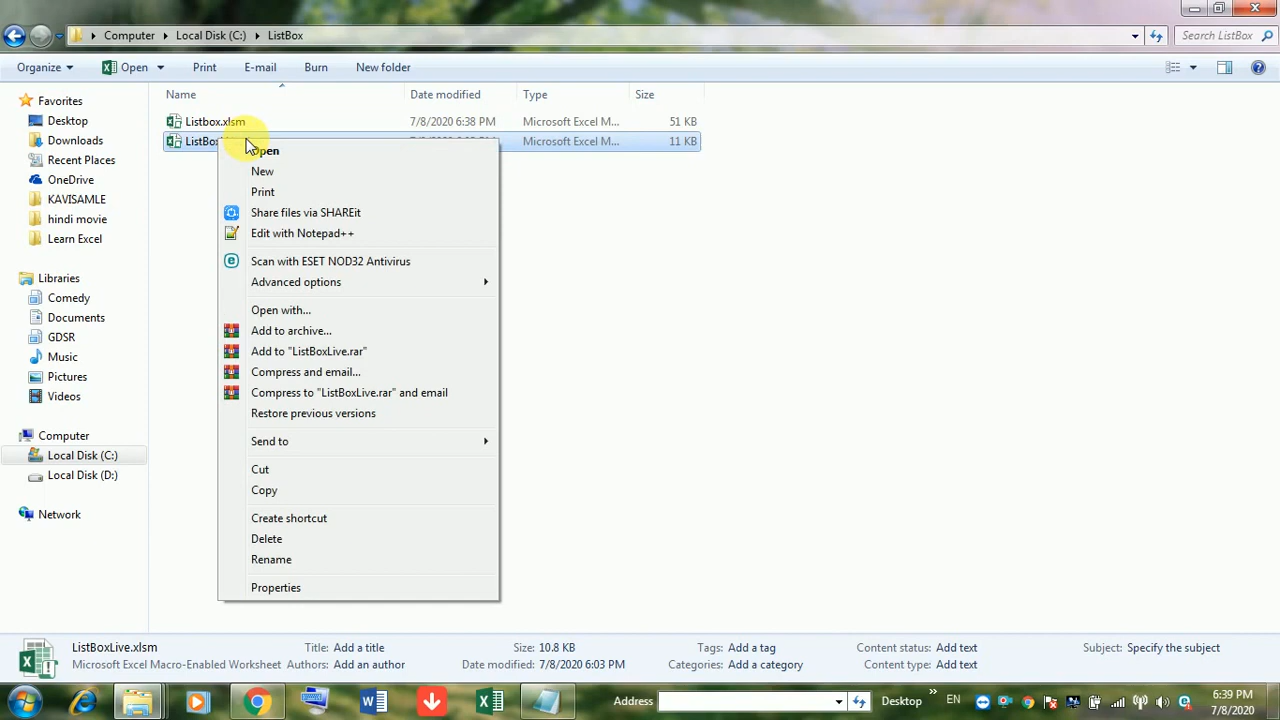 Computer Local Disk (C:) ListBox Search ListBox
Organize Open Print E-mail Burn New folder
Name Date modified Type Size
Favorites
Desktop
Downloads
Recent Places
OneDrive
KAVISAMLE
hindi movie
Learn Excel
Libraries
Comedy
Documents
GDSR
Music
Pictures
Videos
Computer
Local Disk (C:)
Local Disk (D:)
Network
Listbox.xlsm 7/8/2020 6:38 PM Microsoft Excel M... 51 KB
ListBo Microsoft Excel M... 11 KB
Open
New
Print
Share files via SHAREit
Edit with Notepad++
Scan with ESET NOD32 Antivirus
Advanced options
Open with...
Add to archive...
Add to "ListBoxLive.rar"
Compress and email...
Compress to "ListBoxLive.rar" and email
Restore previous versions
Send to
Cut
Copy
Create shortcut
Delete
Rename
Properties
ListBoxLive.xlsm Title: Add a title Size: 10.8 KB Tags: Add a tag Content status: Add text Subject: Specify the subject
Microsoft Excel Macro-Enabled Worksheet Authors: Add an author Date modified: 7/8/2020 6:03 PM Categories: Add a category Content type: Add text
Address Desktop » EN 6:39 PM
7/8/2020